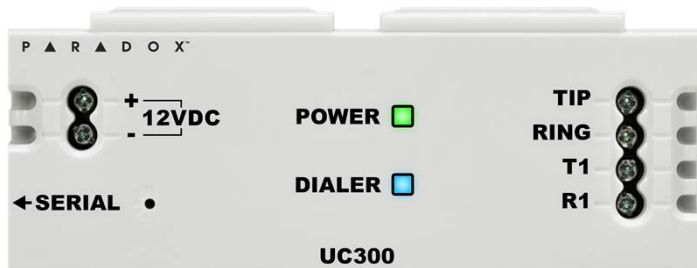 PARADOX™
+
12VDC
-
POWER
DIALER
TIP
RING
T1
R1
SERIAL
UC300